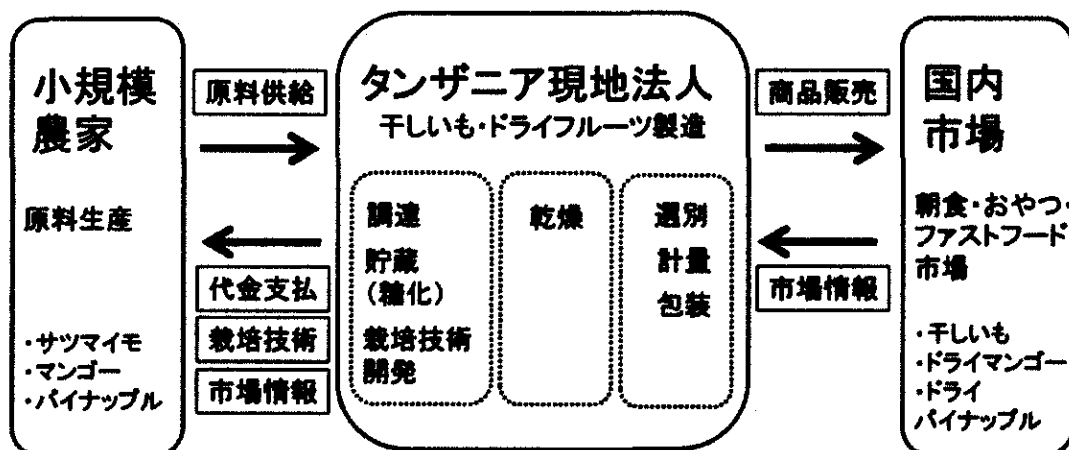 小規模
農家
原料生産
・サツマイモ
・マンゴー
・パイナップル
原料供給
代金支払
栽培技術
市場情報
タンザニア現地法人
干しいも・ドライフルーツ製造
調達
貯蔵
（糖化）
栽培技術
開発
乾燥
選別
計量
包装
商品販売
市場情報
国内
市場
朝食・おやつ・
ファストフード
市場
・干しいも
・ドライマンゴー
・ドライ
パイナップル